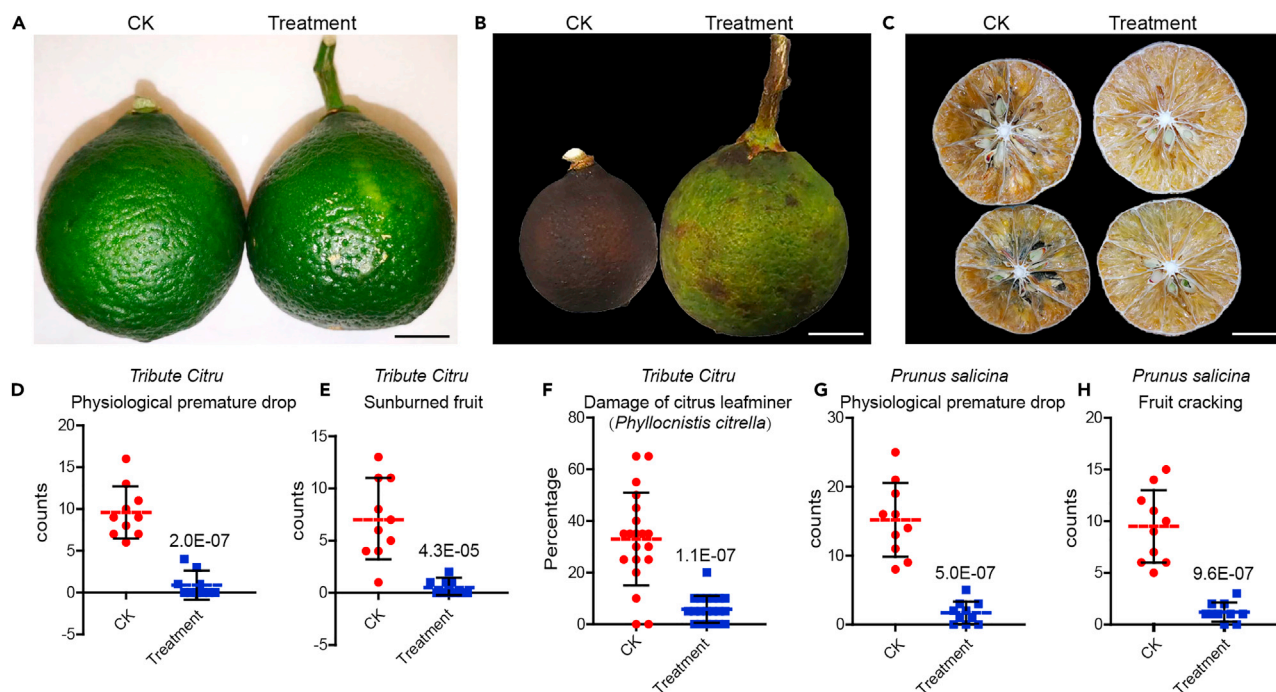 A CK Treatment
B CK Treatment
C CK Treatment
D Tribute Citru
Physiological premature drop
counts
15
10
5
0
-5
2.0E-07
CK
Treatment
E Tribute Citru
Sunburned fruit
counts
15
10
5
0
-5
4.3E-05
CK
Treatment
F Tribute Citru
Damage of citrus leafminer
(Phyllocnistis citrella)
Percentage
80
60
40
20
0
1.1E-07
CK
Treatment
G Prunus salicina
Physiological premature drop
counts
30
20
10
0
5.0E-07
CK
Treatment
H Prunus salicina
Fruit cracking
counts
20
15
10
5
0
9.6E-07
CK
Treatment